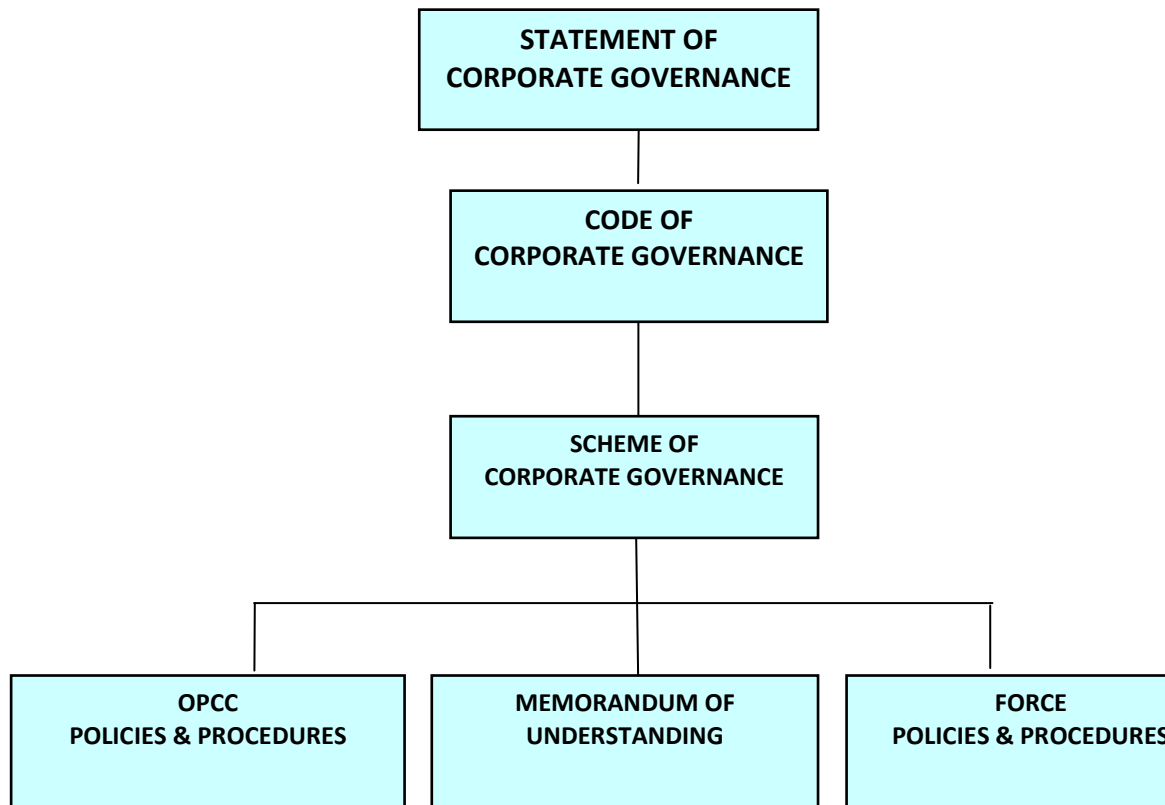 STATEMENT OF
CORPORATE GOVERNANCE
CODE OF
CORPORATE GOVERNANCE
SCHEME OF
CORPORATE GOVERNANCE
OPCC
POLICIES & PROCEDURES
MEMORANDUM OF
UNDERSTANDING
FORCE
POLICIES & PROCEDURES